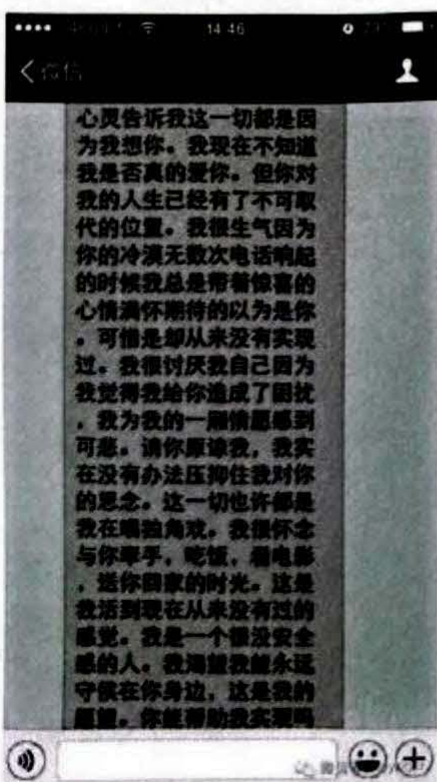 14:46
微信
心灵告诉我这一切都是因
为我想你。我现在不知道
我是否真的爱你。但你对
我的人生已经有了不可取
代的位置。我很生气因为
你的冷漠无数次电话响起
的时候我总是带着惊喜的
心情满怀期待的以为是你
。可惜是却从来没有实现
过。我很讨厌我自己因为
我觉得我给你造成了困扰
。我为我的一厢情愿感到
可悲。请你原谅我，我实
在没有办法压抑住我对你
的思念。这一切也许都是
我在唱独角戏。我很怀念
与你牵手，吃饭，看电影
，送你回家的时光。这是
我活到现在从来没有过的
感觉。我是一个很没安全
感的人。我渴望我能永远
守候在你身边，这是我的
愿望。你能帮助我实现吗